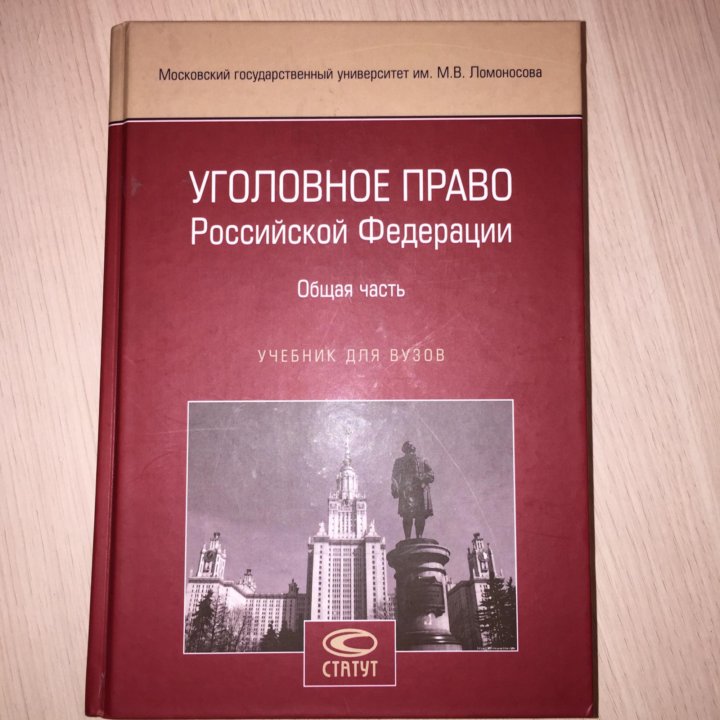 Московский государственный университет им. М.В. Ломоносова
УГОЛОВНОЕ ПРАВО
Российской Федерации
Общая часть
УЧЕБНИК ДЛЯ ВУЗОВ
СТАТУТ